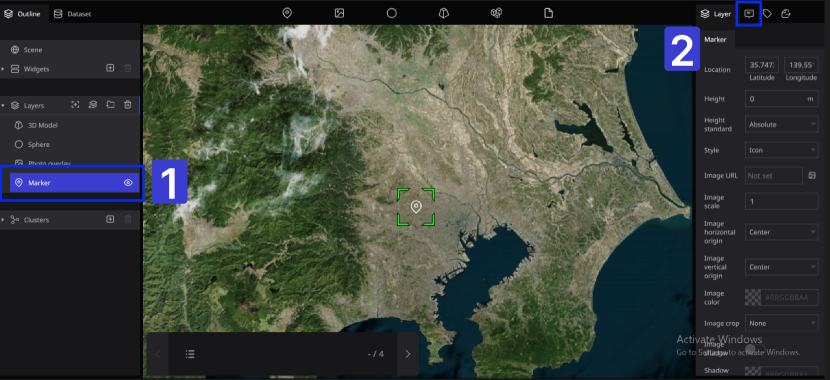 Outline
Dataset
Layer
Scene
Widgets
Layers
3D Model
Sphere
Photo overlay
Marker
Clusters
1
2
- / 4
Marker
Location
35.747
139.55
Latitude
Longitude
Height
0
m
Height standard
Absolute
Style
Icon
Image URL
Not set
Image scale
1
Image horizontal origin
Center
Image vertical origin
Center
Image color
#RRGGBBAA
Image crop
None
Image shadow
Shadow
#RRGGBBAA
Activate Windows
Go to Settings to activate Windows.